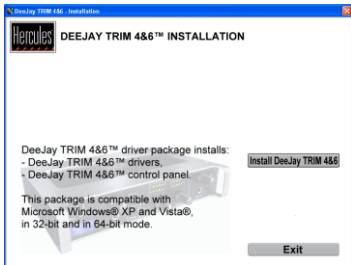 DeeJay TRIM 4&6 - Installation
Hercules
DEEJAY TRIM 4&6™ INSTALLATION
DeeJay TRIM 4&6™ driver package installs:
- DeeJay TRIM 4&6™ drivers,
- DeeJay TRIM 4&6™ control panel.
Install DeeJay TRIM 4&6
This package is compatible with
Microsoft Windows® XP and Vista®,
in 32-bit and in 64-bit mode.
Exit